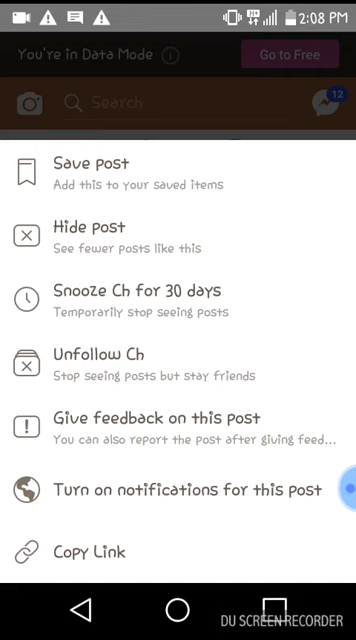 2:08 PM
You're in Data Mode
Go to Free
Search
12
Save post
Add this to your saved items
Hide post
See fewer posts like this
Snooze Ch for 30 days
Temporarily stop seeing posts
Unfollow Ch
Stop seeing posts but stay friends
Give feedback on this post
You can also report the post after giving feed...
Turn on notifications for this post
Copy Link
DU SCREEN RECORDER